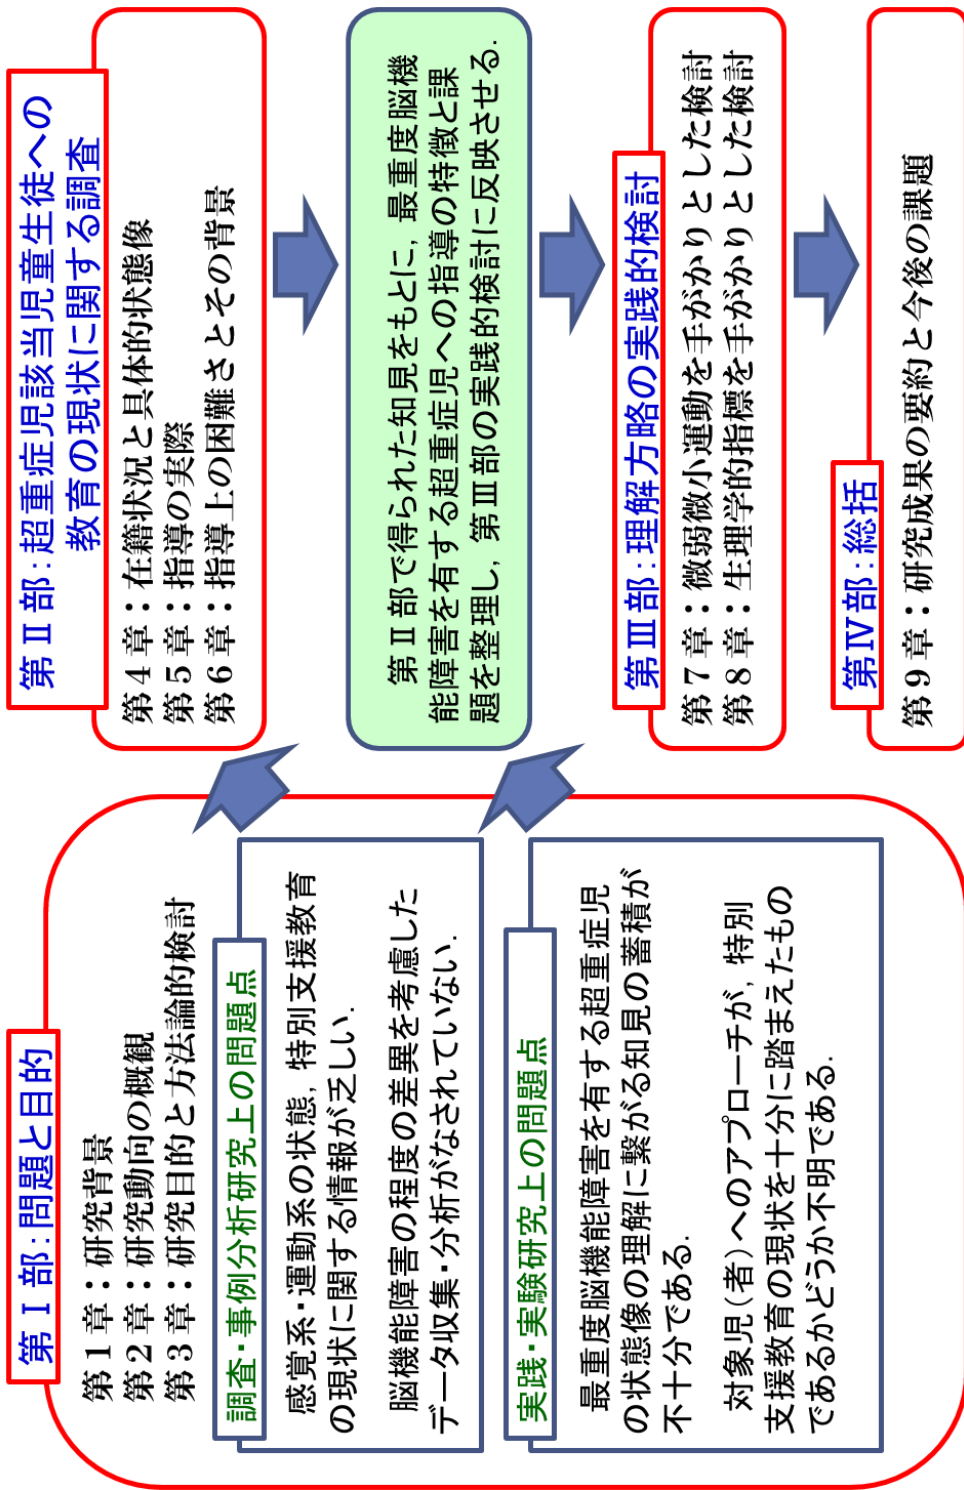 第Ⅰ部：問題と目的
第1章：研究背景
第2章：研究動向の概観
第3章：研究目的と方法論的検討
調査・事例分析研究上の問題点
感覚系・運動系の状態，特別支援教育
の現状に関する情報が乏しい．
脳機能障害の程度の差異を考慮した
データ収集・分析がなされていない．
実践・実験研究上の問題点
最重度脳機能障害を有する超重症児
の状態像の理解に繋がる知見の蓄積が
不十分である．
対象児（者）へのアプローチが，特別
支援教育の現状を十分に踏まえたもの
であるかどうか不明である．
第Ⅱ部：超重症児該当児童生徒への
教育の現状に関する調査
第4章：在籍状況と具体的状態像
第5章：指導の実際
第6章：指導上の困難さとその背景
第Ⅱ部で得られた知見をもとに，最重度脳機
能障害を有する超重症児への指導の特徴と課
題を整理し，第Ⅲ部の実践的検討に反映させる．
第Ⅲ部：理解方略の実践的検討
第7章：微弱微小運動を手がかりとした検討
第8章：生理学的指標を手がかりとした検討
第Ⅳ部：総括
第9章：研究成果の要約と今後の課題